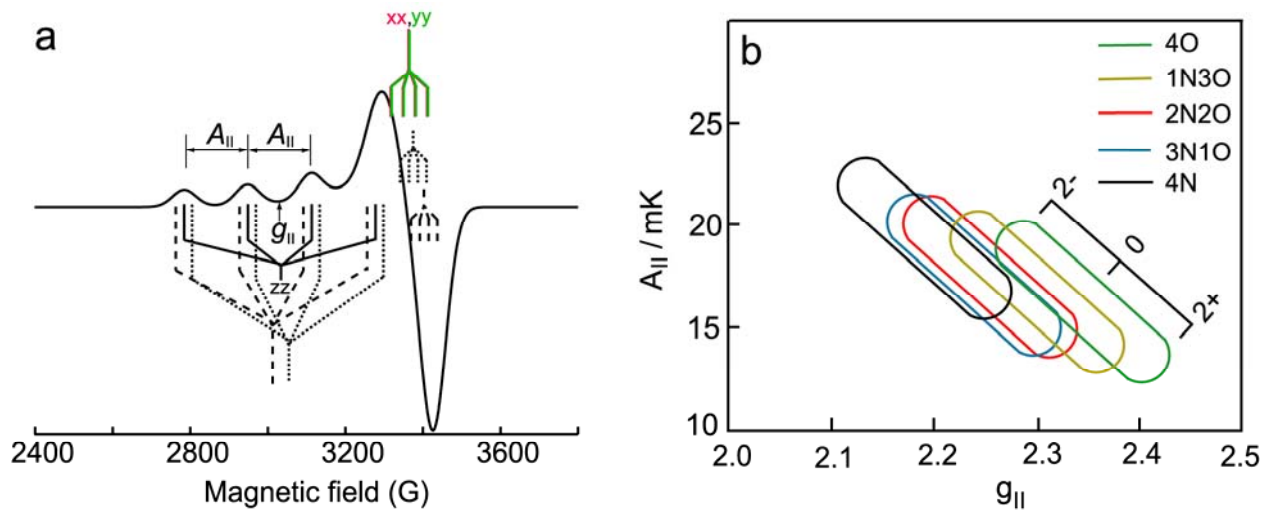 a
xx,yy
A||
A||
g||
zz
2400
2800
3200
3600
Magnetic field (G)
b
4O
1N3O
2N2O
3N1O
4N
2-
0
2+
25
20
15
10
A|| / mK
2.0
2.1
2.2
2.3
2.4
2.5
g||